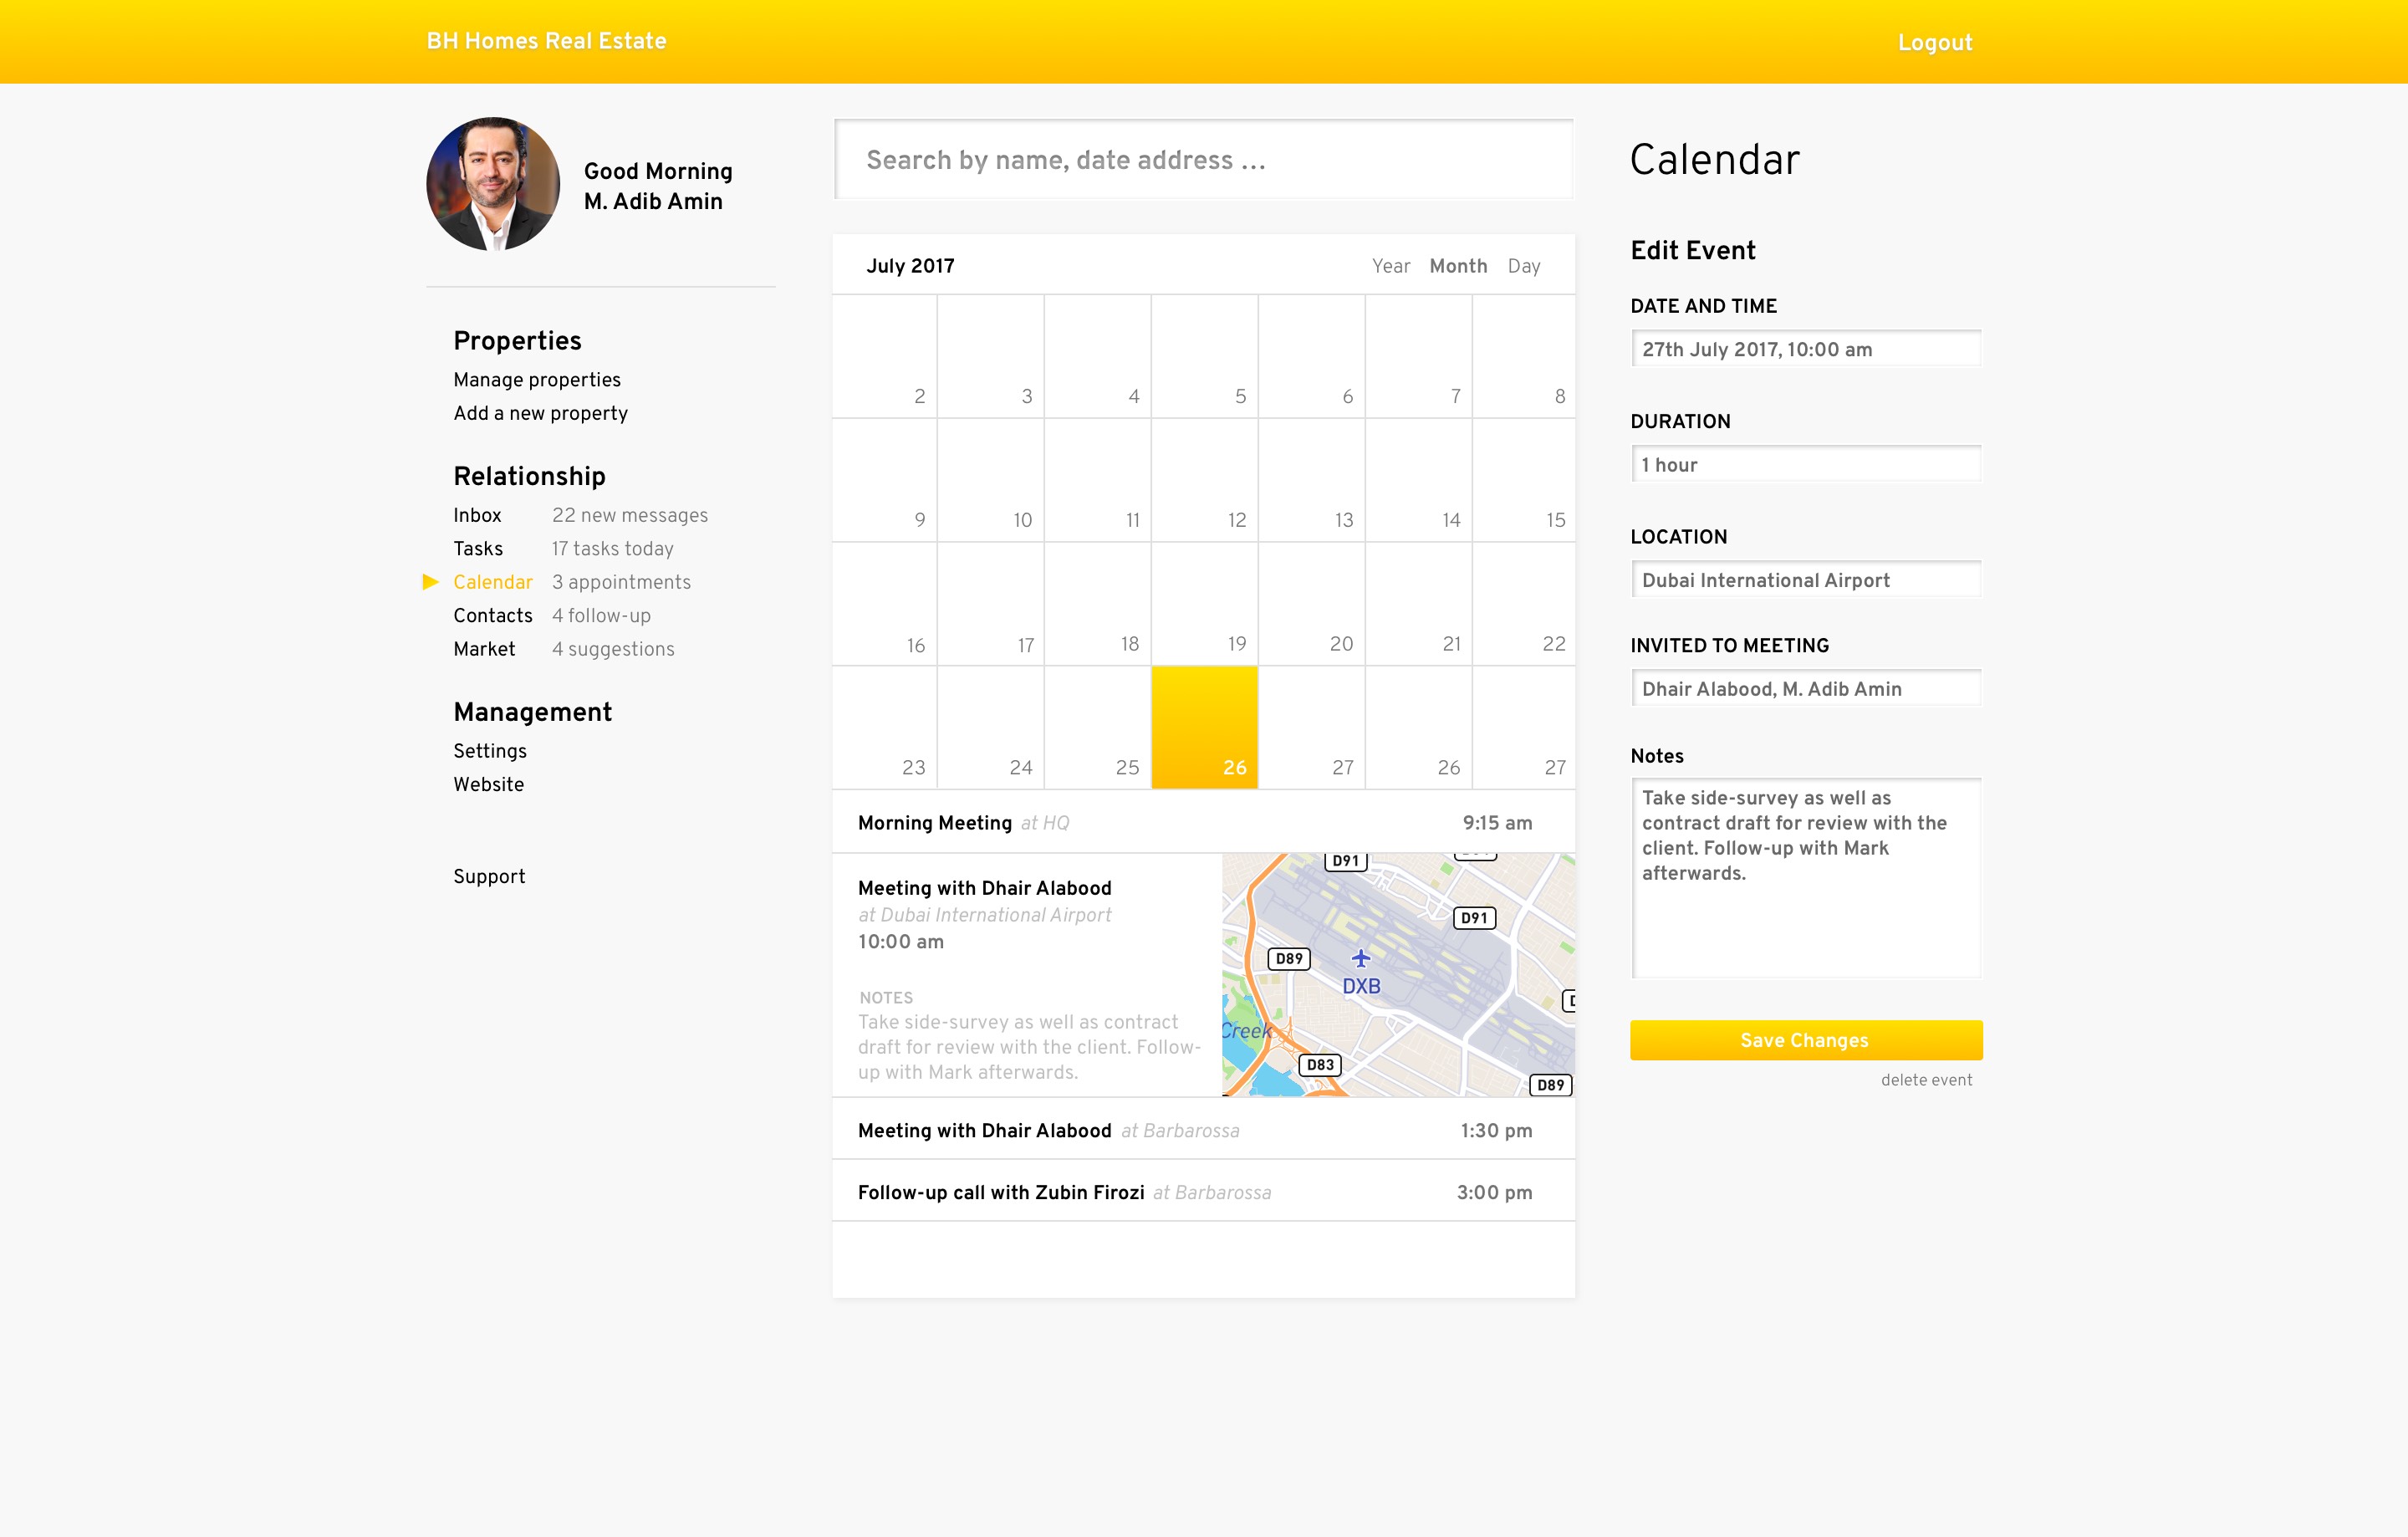 BH Homes Real Estate
Logout
Good Morning
M. Adib Amin
Properties
Manage properties
Add a new property
Relationship
Inbox 22 new messages
Tasks 17 tasks today
Calendar 3 appointments
Contacts 4 follow-up
Market 4 suggestions
Management
Settings
Website
Support
Search by name, date address ...
July 2017 Year Month Day
2 3 4 5 6 7 8
9 10 11 12 13 14 15
16 17 18 19 20 21 22
23 24 25 26 27 26 27
Morning Meeting at HQ 9:15 am
Meeting with Dhair Alabood
at Dubai International Airport
10:00 am
NOTES
Take side-survey as well as contract
draft for review with the client. Follow-
up with Mark afterwards.
D91
D91
D89
DXB
Creek
D83
D89
Meeting with Dhair Alabood at Barbarossa 1:30 pm
Follow-up call with Zubin Firozi at Barbarossa 3:00 pm
Calendar
Edit Event
DATE AND TIME
27th July 2017, 10:00 am
DURATION
1 hour
LOCATION
Dubai International Airport
INVITED TO MEETING
Dhair Alabood, M. Adib Amin
Notes
Take side-survey as well as
contract draft for review with the
client. Follow-up with Mark
afterwards.
Save Changes
delete event